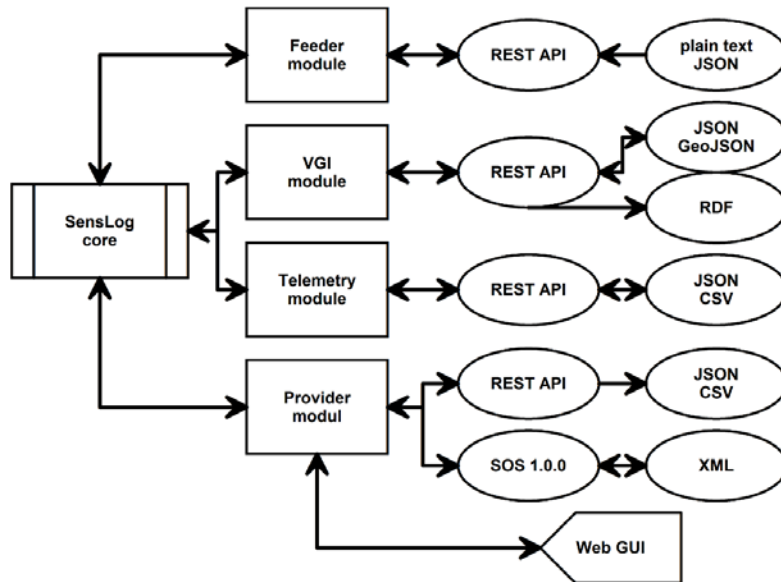 Feeder
module
REST API
plain text
JSON
VGI
module
REST API
JSON
GeoJSON
RDF
SensLog
core
Telemetry
module
REST API
JSON
CSV
Provider
modul
REST API
JSON
CSV
SOS 1.0.0
XML
Web GUI